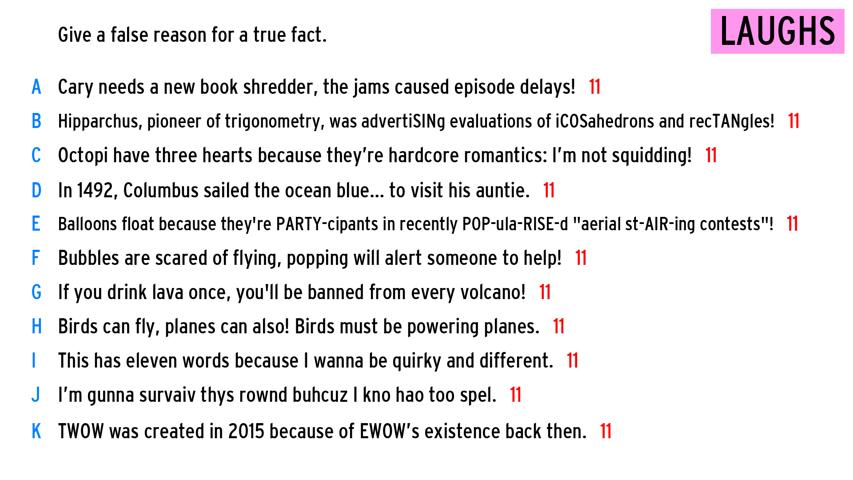 Give a false reason for a true fact.
LAUGHS
A Cary needs a new book shredder, the jams caused episode delays! 11
B Hipparchus, pioneer of trigonometry, was advertiSINg evaluations of iCOSahedrons and recTANgles! 11
C Octopi have three hearts because they're hardcore romantics: I'm not squidding! 11
D In 1492, Columbus sailed the ocean blue... to visit his auntie. 11
E Balloons float because they're PARTY-cipants in recently POP-ula-RISE-d "aerial st-AIR-ing contests"! 11
F Bubbles are scared of flying, popping will alert someone to help! 11
G If you drink lava once, you'll be banned from every volcano! 11
H Birds can fly, planes can also! Birds must be powering planes. 11
I This has eleven words because I wanna be quirky and different. 11
J I'm gunna survaiv thys rownd buhcuz I kno hao too spel. 11
K TWOW was created in 2015 because of EWOW's existence back then. 11